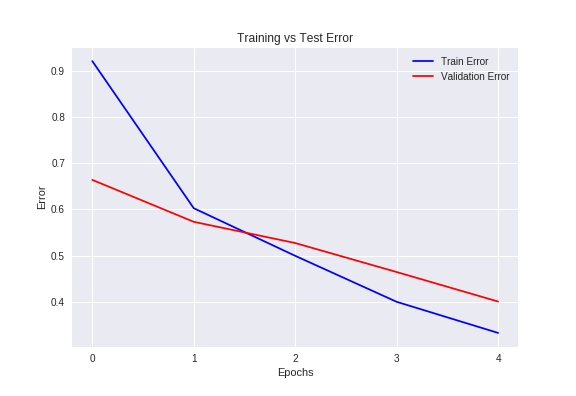 Training vs Test Error
Train Error
Validation Error
0.9
0.8
0.7
0.6
0.5
0.4
Error
0 1 2 3 4
Epochs